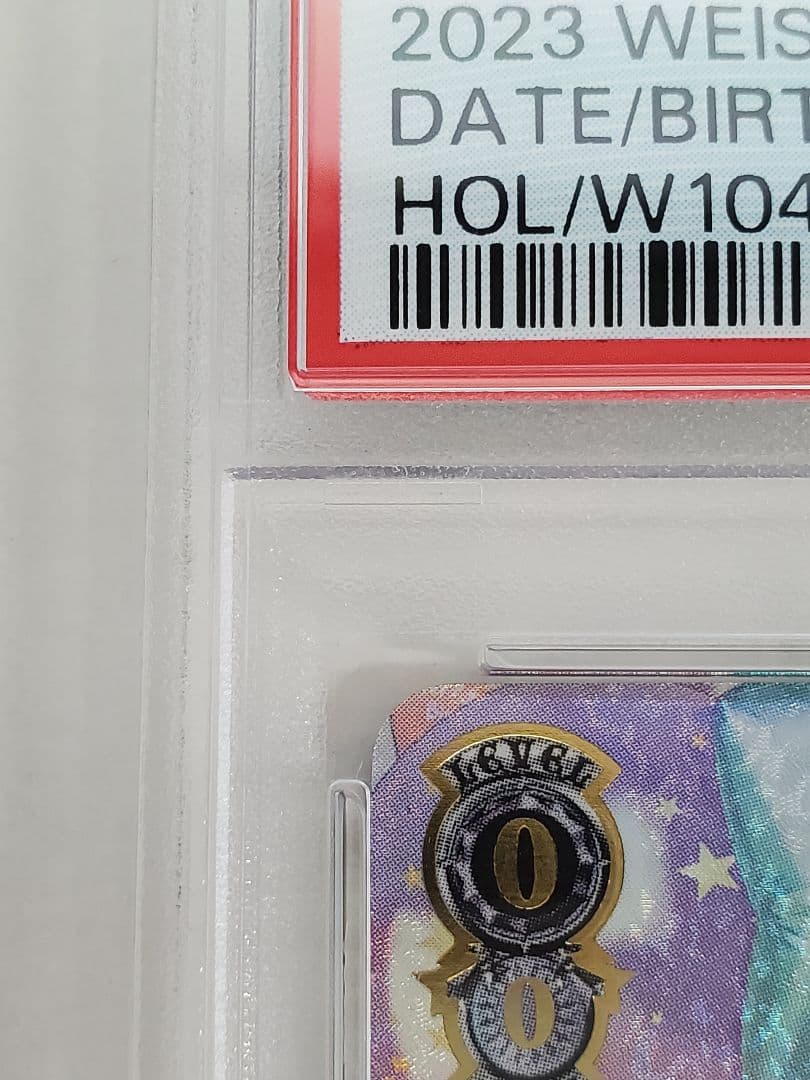 2023 WEIS
DATE/BIRT
HOL/W104
LEVEL
0
0